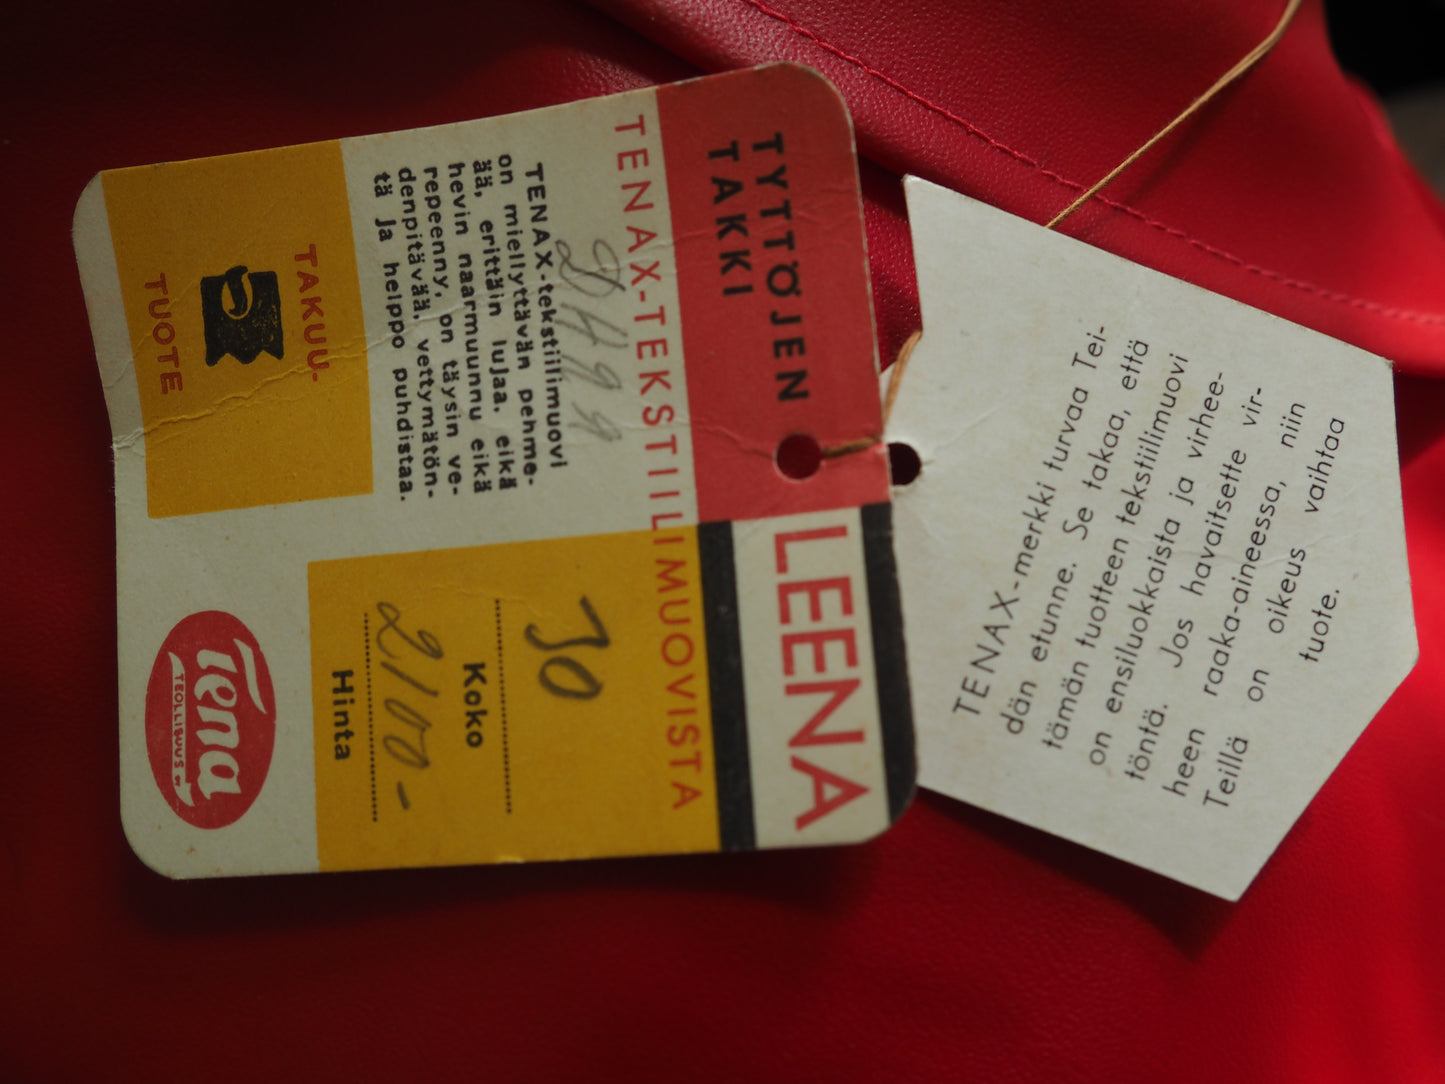 TYTTÖJEN
TAKKI
LEENA
TENAX-TEKSTIILIMUOVISTA
TENAX-tekstiilimuovi
on miellyttävän pehme-
ää, erittäin lujaa, eikä
hevin naarmuunnu eikä
repeenny, on täysin ve-
denpitävää, vettymätön-
tä ja helppo puhdistaa.
30
Koko
2100-
Hinta
TAKUU-
TUOTE
Tena
TEOLLISUUS OY
TENAX-merkki turvaa Tei-
dän etunne. Se takaa, että
tämän tuotteen tekstiilimuovi
on ensiluokkaista ja virhee-
töntä. Jos havaitsette vir-
heen raaka-aineessa, niin
Teillä on oikeus vaihtaa
tuote.